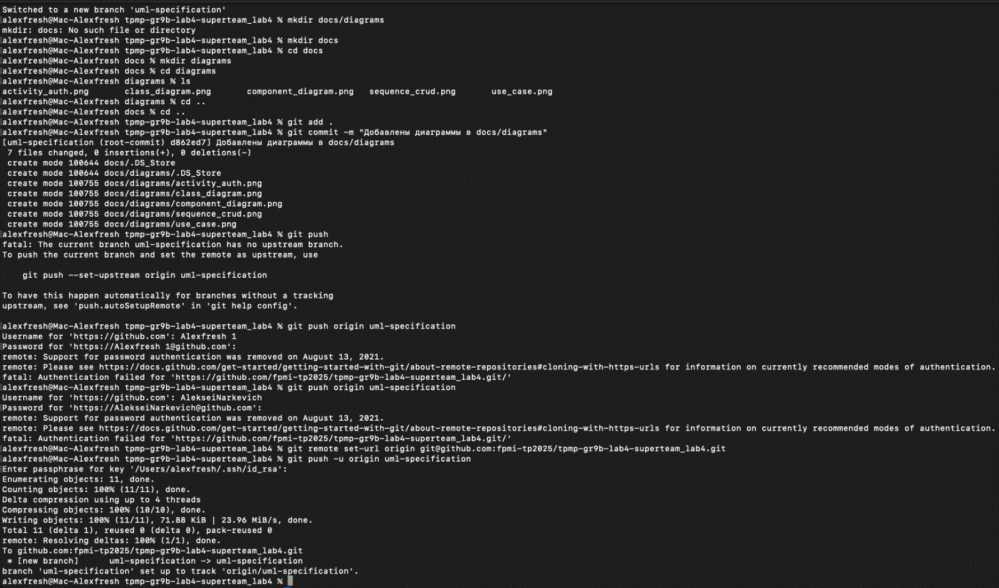 Switched to a new branch 'uml-specification'
[alexfresh@Mac-Alexfresh tpmp-gr9b-lab4-superteam_lab4 % mkdir docs/diagrams
mkdir: docs: No such file or directory
[alexfresh@Mac-Alexfresh tpmp-gr9b-lab4-superteam_lab4 % mkdir docs
[alexfresh@Mac-Alexfresh tpmp-gr9b-lab4-superteam_lab4 % cd docs
[alexfresh@Mac-Alexfresh docs % mkdir diagrams
[alexfresh@Mac-Alexfresh docs % cd diagrams
[alexfresh@Mac-Alexfresh diagrams % ls
activity_auth.png class_diagram.png component_diagram.png sequence_crud.png use_case.png
[alexfresh@Mac-Alexfresh diagrams % cd ..
[alexfresh@Mac-Alexfresh docs % cd ..
[alexfresh@Mac-Alexfresh tpmp-gr9b-lab4-superteam_lab4 % git add .
[alexfresh@Mac-Alexfresh tpmp-gr9b-lab4-superteam_lab4 % git commit -m "Добавлены диаграммы в docs/diagrams"
[uml-specification (root-commit) d862ed7] Добавлены диаграммы в docs/diagrams
7 files changed, 0 insertions(+), 0 deletions(-)
create mode 100644 docs/.DS_Store
create mode 100644 docs/diagrams/.DS_Store
create mode 100755 docs/diagrams/activity_auth.png
create mode 100755 docs/diagrams/class_diagram.png
create mode 100755 docs/diagrams/component_diagram.png
create mode 100755 docs/diagrams/sequence_crud.png
create mode 100755 docs/diagrams/use_case.png
[alexfresh@Mac-Alexfresh tpmp-gr9b-lab4-superteam_lab4 % git push
fatal: The current branch uml-specification has no upstream branch.
To push the current branch and set the remote as upstream, use
git push --set-upstream origin uml-specification
To have this happen automatically for branches without a tracking
upstream, see 'push.autoSetupRemote' in 'git help config'.
[alexfresh@Mac-Alexfresh tpmp-gr9b-lab4-superteam_lab4 % git push origin uml-specification
Username for 'https://github.com': Alexfresh 1
[Password for 'https://Alexfresh 1@github.com':
remote: Support for password authentication was removed on August 13, 2021.
remote: Please see https://docs.github.com/get-started/getting-started-with-git/about-remote-repositories#cloning-with-https-urls for information on currently recommended modes of authentication.
fatal: Authentication failed for 'https://github.com/fpmi-tp2025/tpmp-gr9b-lab4-superteam_lab4.git/'
[alexfresh@Mac-Alexfresh tpmp-gr9b-lab4-superteam_lab4 % git push origin uml-specification
Username for 'https://github.com': AlekseiNarkevich
[Password for 'https://AlekseiNarkevich@github.com':
remote: Support for password authentication was removed on August 13, 2021.
remote: Please see https://docs.github.com/get-started/getting-started-with-git/about-remote-repositories#cloning-with-https-urls for information on currently recommended modes of authentication.
fatal: Authentication failed for 'https://github.com/fpmi-tp2025/tpmp-gr9b-lab4-superteam_lab4.git/'
[alexfresh@Mac-Alexfresh tpmp-gr9b-lab4-superteam_lab4 % git remote set-url origin git@github.com:fpmi-tp2025/tpmp-gr9b-lab4-superteam_lab4.git
[alexfresh@Mac-Alexfresh tpmp-gr9b-lab4-superteam_lab4 % git push -u origin uml-specification
[Enter passphrase for key '/Users/alexfresh/.ssh/id_rsa':
Enumerating objects: 11, done.
Counting objects: 100% (11/11), done.
Delta compression using up to 4 threads
Compressing objects: 100% (10/10), done.
Writing objects: 100% (11/11), 71.88 KiB | 23.96 MiB/s, done.
Total 11 (delta 1), reused 0 (delta 0), pack-reused 0
remote: Resolving deltas: 100% (1/1), done.
To github.com:fpmi-tp2025/tpmp-gr9b-lab4-superteam_lab4.git
* [new branch] uml-specification -> uml-specification
branch 'uml-specification' set up to track 'origin/uml-specification'.
alexfresh@Mac-Alexfresh tpmp-gr9b-lab4-superteam_lab4 %